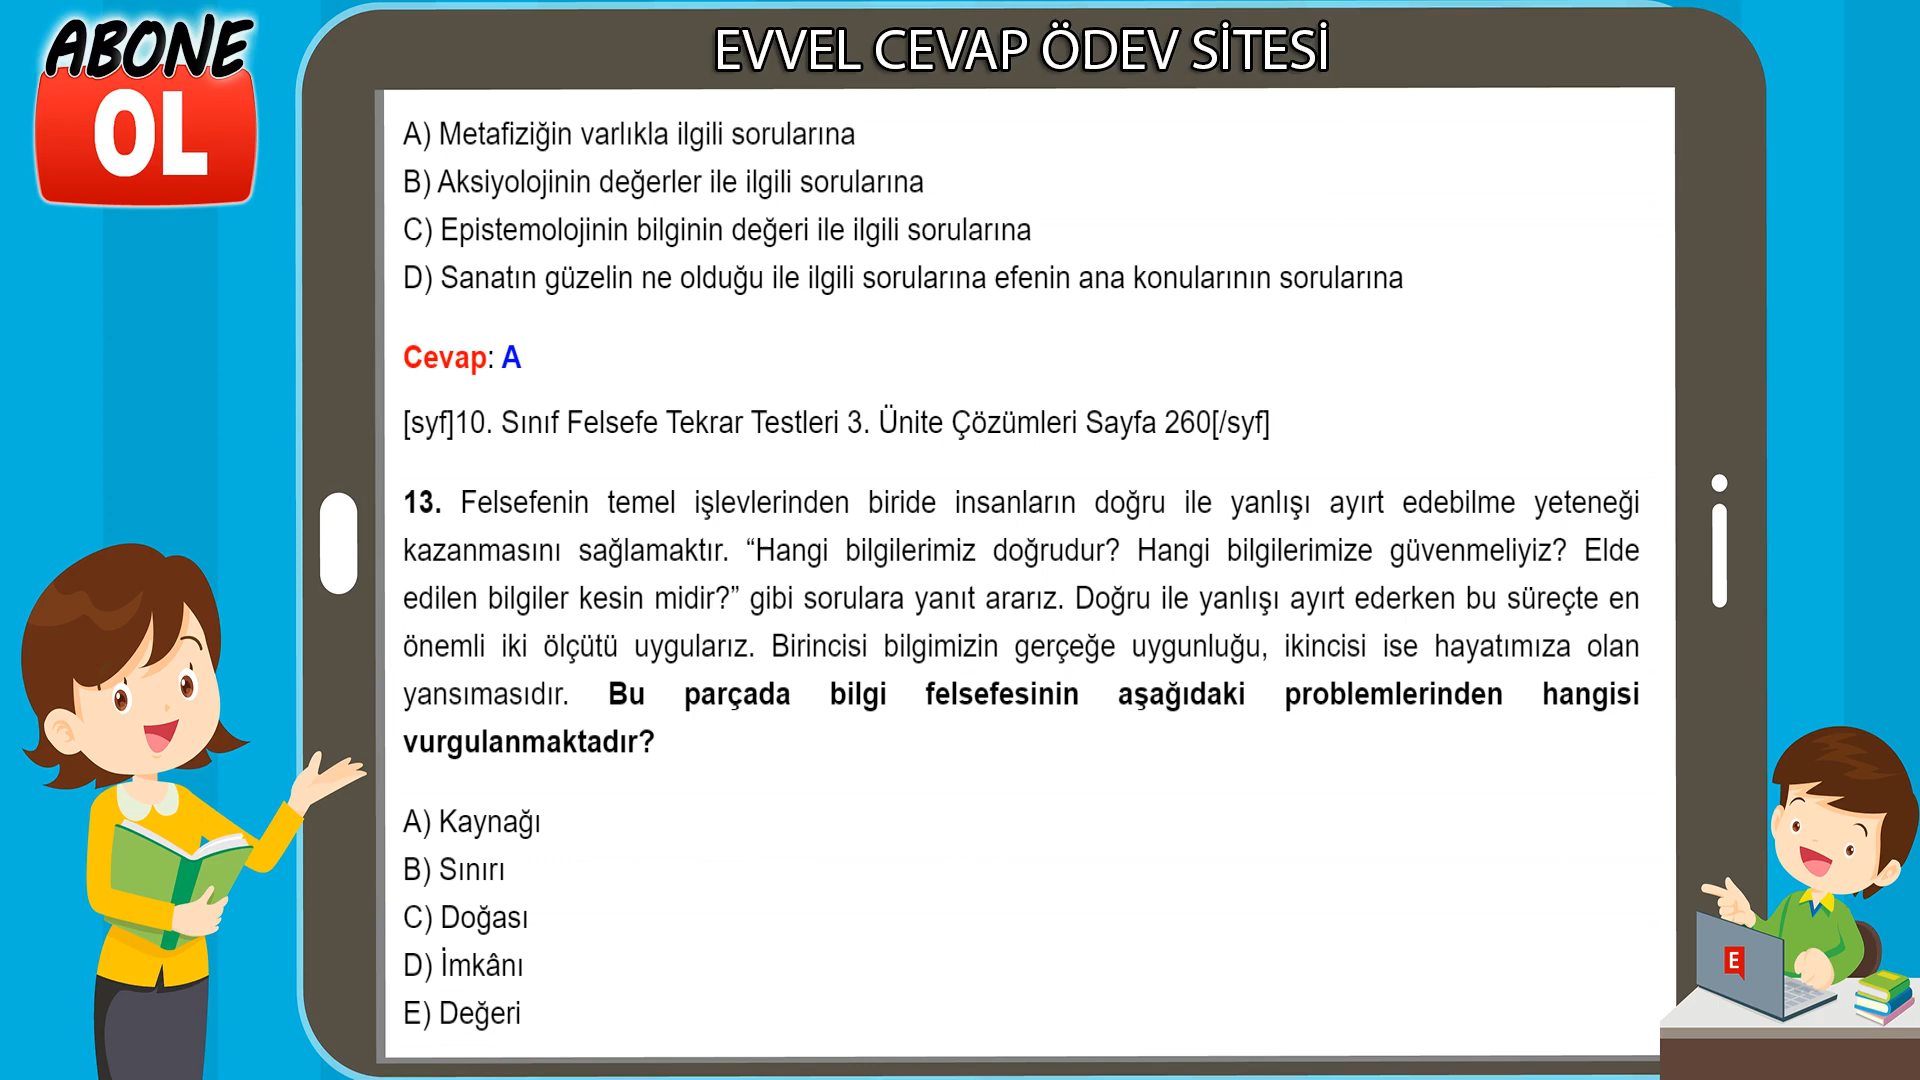 ABONE
OL
EVVEL CEVAP ÖDEV SİTESİ
A) Metafiziğin varlıkla ilgili sorularına
B) Aksiyolojinin değerler ile ilgili sorularına
C) Epistemolojinin bilginin değeri ile ilgili sorularına
D) Sanatın güzelin ne olduğu ile ilgili sorularına efenin ana konularının sorularına
Cevap: A
[syf]10. Sınıf Felsefe Tekrar Testleri 3. Ünite Çözümleri Sayfa 260[/syf]
13. Felsefenin temel işlevlerinden biride insanların doğru ile yanlışı ayırt edebilme yeteneği
kazanmasını sağlamaktır. “Hangi bilgilerimiz doğrudur? Hangi bilgilerimize güvenmeliyiz? Elde
edilen bilgiler kesin midir?” gibi sorulara yanıt ararız. Doğru ile yanlışı ayırt ederken bu süreçte en
önemli iki ölçütü uygularız. Birincisi bilgimizin gerçeğe uygunluğu, ikincisi ise hayatımıza olan
yansımasıdır. Bu parçada bilgi felsefesinin aşağıdaki problemlerinden hangisi
vurgulanmaktadır?
A) Kaynağı
B) Sınırı
C) Doğası
D) İmkânı
E) Değeri
E